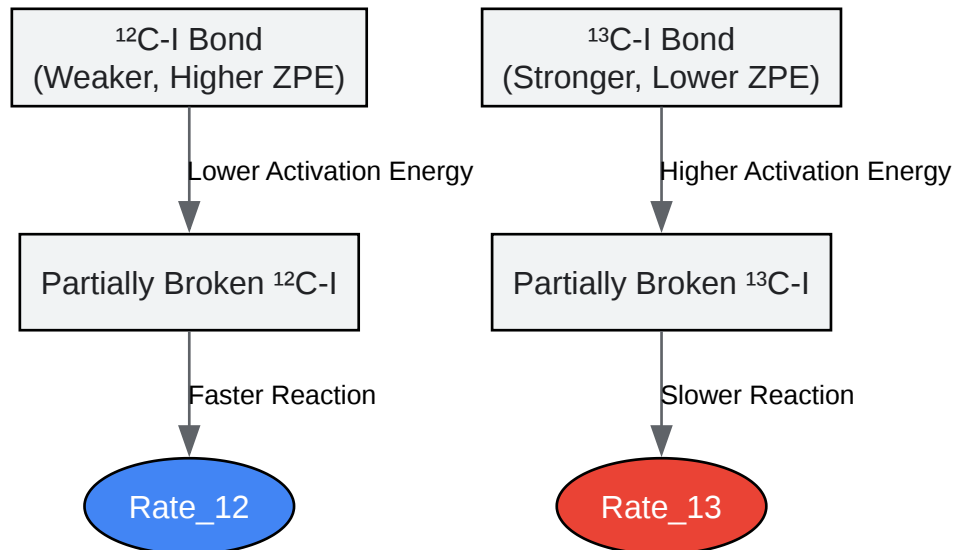 ¹²C-I Bond
(Weaker, Higher ZPE)
Lower Activation Energy
Partially Broken ¹²C-I
Faster Reaction
Rate_12
¹³C-I Bond
(Stronger, Lower ZPE)
Higher Activation Energy
Partially Broken ¹³C-I
Slower Reaction
Rate_13